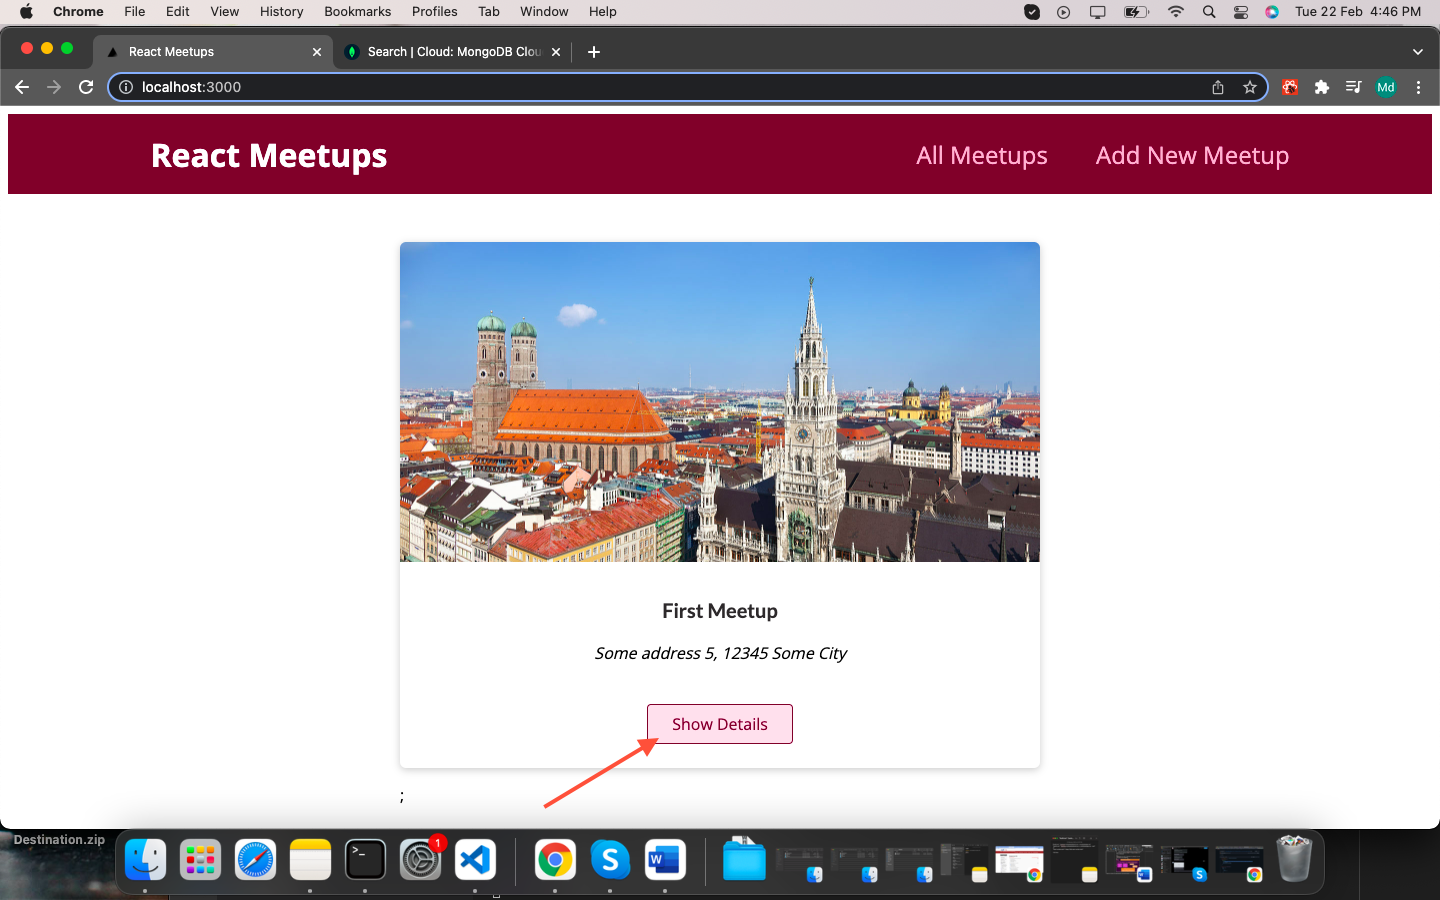 Chrome File Edit View History Bookmarks Profiles Tab Window Help Tue 22 Feb 4:46 PM
React Meetups Search | Cloud: MongoDB Clou
localhost:3000 Md
React Meetups All Meetups Add New Meetup
First Meetup
Some address 5, 12345 Some City
Show Details
;
Destination.zip
1
>_
W
S